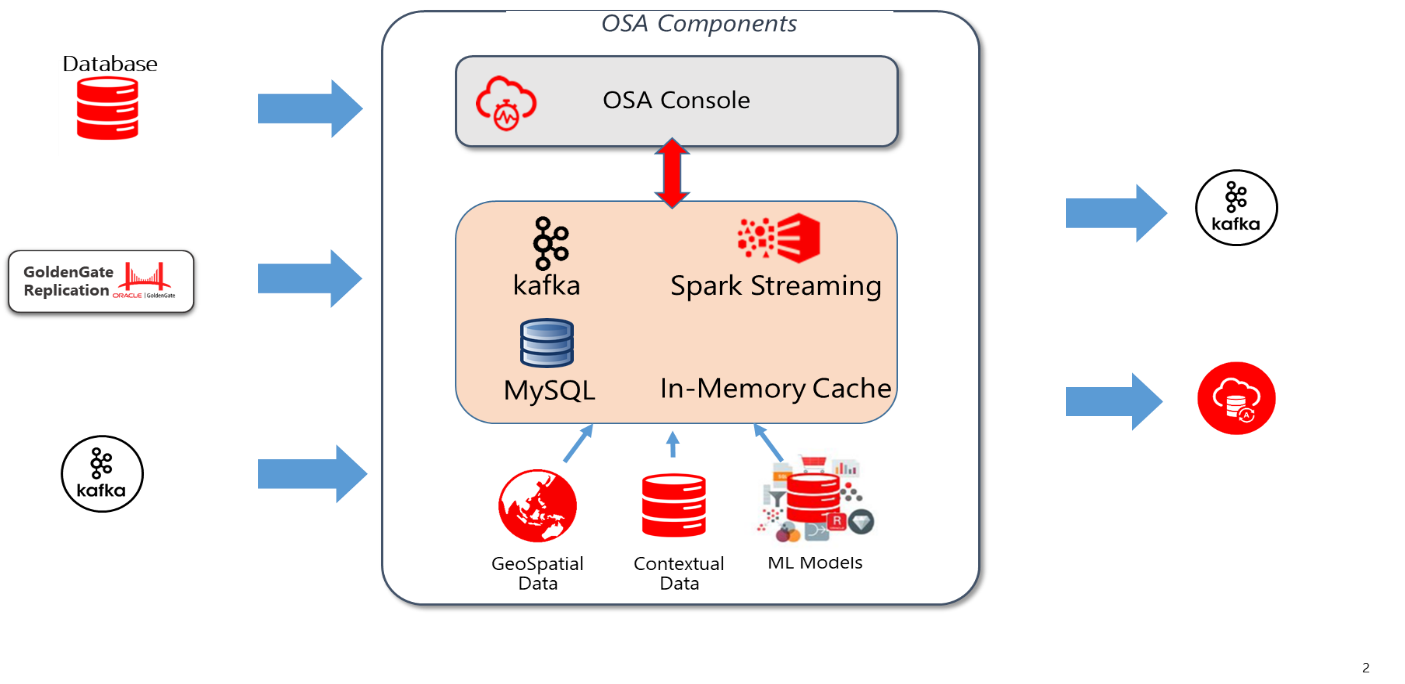 OSA Components
Database
OSA Console
GoldenGate
Replication
ORACLE | GoldenGate
kafka
Spark Streaming
kafka
MySQL
In-Memory Cache
kafka
R
A
GeoSpatial
Data
Contextual
Data
ML Models
2